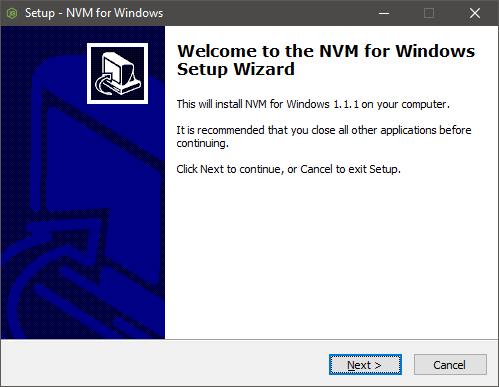 Setup - NVM for Windows
Welcome to the NVM for Windows
Setup Wizard
This will install NVM for Windows 1.1.1 on your computer.
It is recommended that you close all other applications before
continuing.
Click Next to continue, or Cancel to exit Setup.
Next >
Cancel